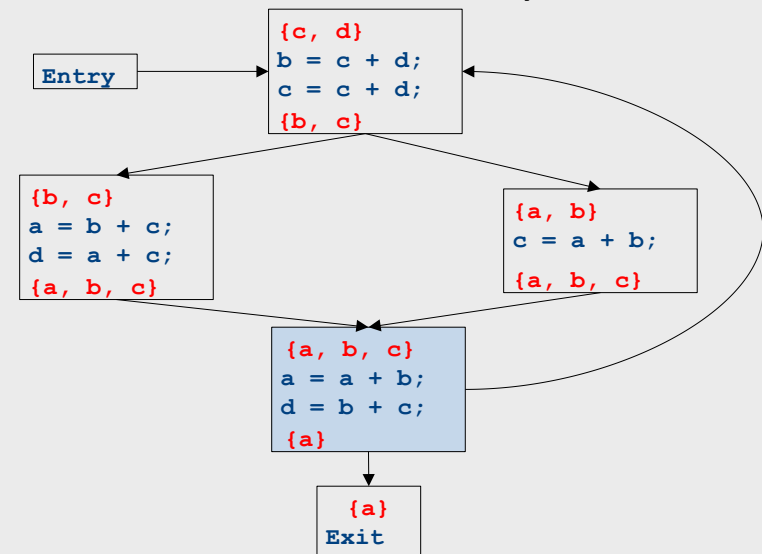 {c, d}
b = c + d;
c = c + d;
{b, c}
Entry
{b, c}
a = b + c;
d = a + c;
{a, b, c}
{a, b}
c = a + b;
{a, b, c}
{a, b, c}
a = a + b;
d = b + c;
{a}
{a}
Exit